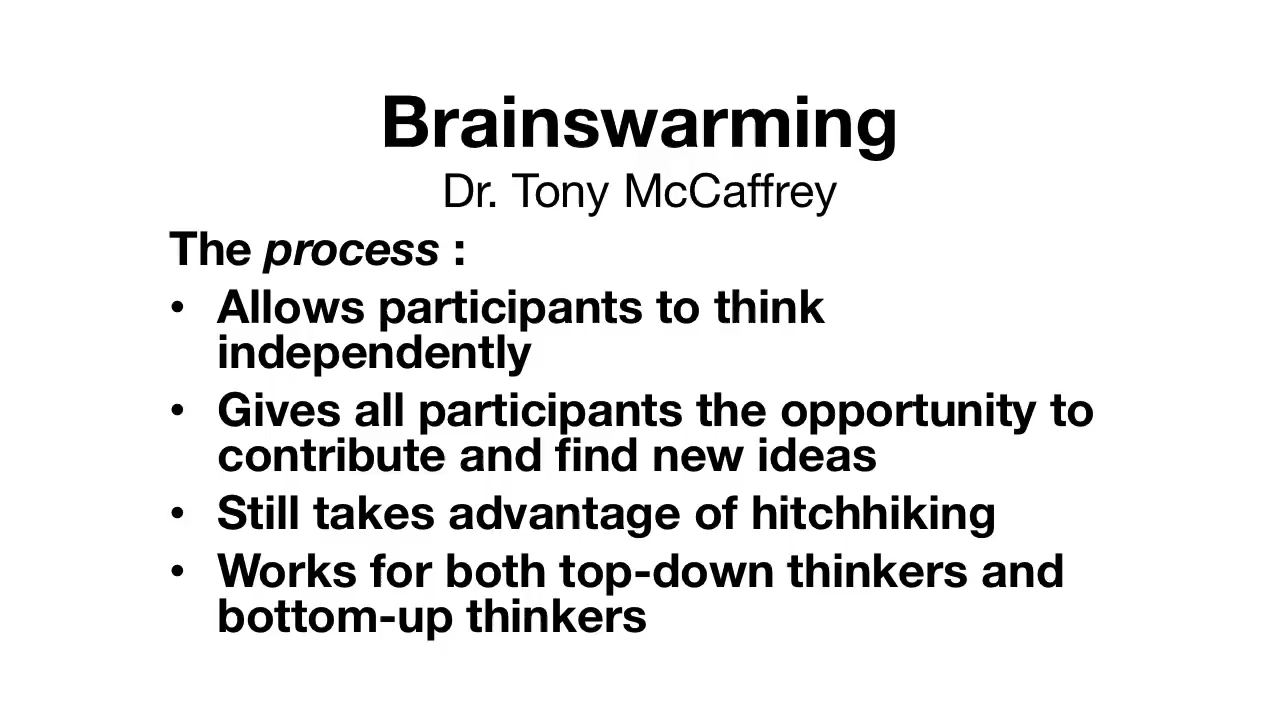 Brainswarming
Dr. Tony McCaffrey
The process :
• Allows participants to think
independently
• Gives all participants the opportunity to
contribute and find new ideas
• Still takes advantage of hitchhiking
• Works for both top-down thinkers and
bottom-up thinkers